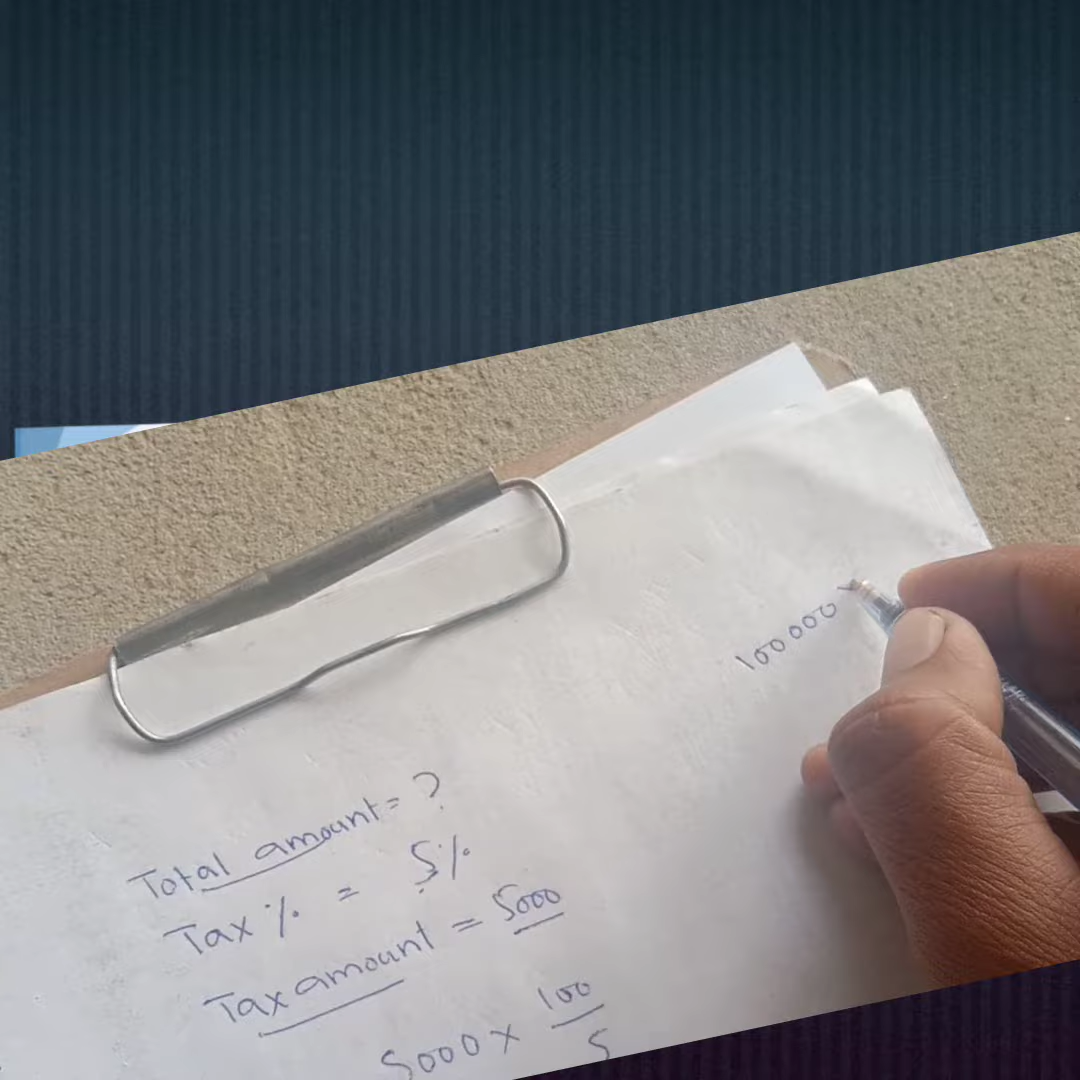 100000
Total amount = ?
Tax % = 5%
Tax amount = 5000
5000 × 100/5